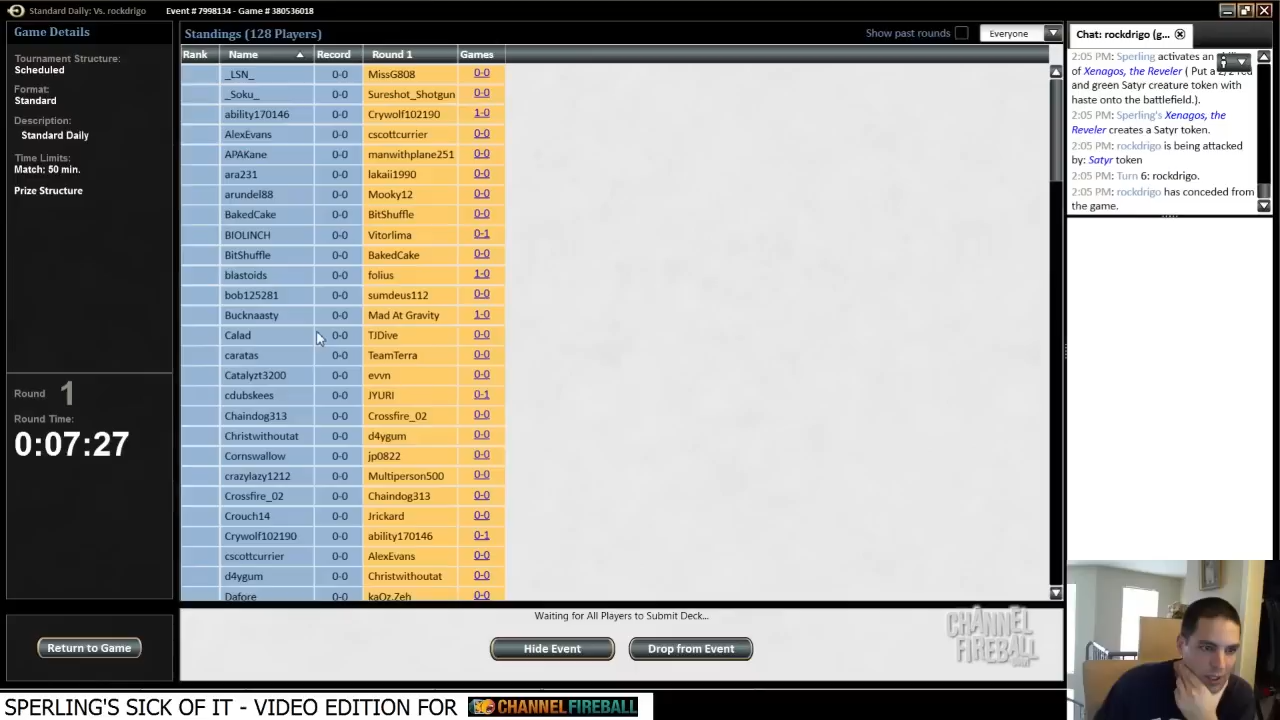 Standard Daily: Vs. rockdrigo Event # 7998134 - Game # 380536018
Game Details
Tournament Structure:
Scheduled
Format:
Standard
Description:
Standard Daily
Time Limits:
Match: 50 min.
Prize Structure
Round 1
Round Time:
0:07:27
Return to Game
Standings (128 Players) Show past rounds Everyone
Rank Name Record Round 1 Games
_LSN_ 0-0 MissG808 0-0
_Soku_ 0-0 Sureshot_Shotgun 0-0
ability170146 0-0 Crywolf102190 1-0
AlexEvans 0-0 cscottcurrier 0-0
APAKane 0-0 manwithplane251 0-0
ara231 0-0 lakaii1990 0-0
arundel88 0-0 Mooky12 0-0
BakedCake 0-0 BitShuffle 0-0
BIOLINCH 0-0 Vitorlima 0-1
BitShuffle 0-0 BakedCake 0-0
blastoids 0-0 folius 1-0
bob125281 0-0 sumdeus112 0-0
Bucknaasty 0-0 Mad At Gravity 1-0
Calad 0-0 TJDive 0-0
caratas 0-0 TeamTerra 0-0
Catalyzt3200 0-0 evvn 0-0
cdubskees 0-0 JYURI 0-1
Chaindog313 0-0 Crossfire_02 0-0
Christwithoutat 0-0 d4ygum 0-0
Cornswallow 0-0 jp0822 0-0
crazylazy1212 0-0 Multiperson500 0-0
Crossfire_02 0-0 Chaindog313 0-0
Crouch14 0-0 Jrickard 0-0
Crywolf102190 0-0 ability170146 0-1
cscottcurrier 0-0 AlexEvans 0-0
d4ygum 0-0 Christwithoutat 0-0
Dafore 0-0 kaOz.Zeh 0-0
Waiting for All Players to Submit Deck...
Hide Event Drop from Event
CHANNEL
FIREBALL
Chat: rockdrigo (g...
2:05 PM: Sperling activates an
of Xenagos, the Reveler ( Put a 2/2 red
and green Satyr creature token with
haste onto the battlefield.).
2:05 PM: Sperling's Xenagos, the
Reveler creates a Satyr token.
2:05 PM: rockdrigo is being attacked
by: Satyr token
2:05 PM: Turn 6: rockdrigo.
2:05 PM: rockdrigo has conceded from
the game.
SPERLING'S SICK OF IT - VIDEO EDITION FOR CHANNELFIREBALL